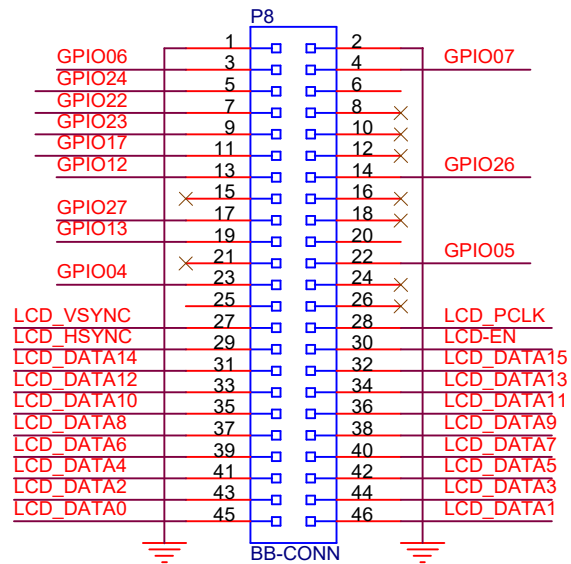 P8
1 2
GPIO06 3 4 GPIO07
GPIO24 5 6
GPIO22 7 8
GPIO23 9 10
GPIO17 11 12
GPIO12 13 14 GPIO26
15 16
GPIO27 17 18
GPIO13 19 20
21 22 GPIO05
GPIO04 23 24
25 26
LCD_VSYNC 27 28 LCD_PCLK
LCD_HSYNC 29 30 LCD-EN
LCD_DATA14 31 32 LCD_DATA15
LCD_DATA12 33 34 LCD_DATA13
LCD_DATA10 35 36 LCD_DATA11
LCD_DATA8 37 38 LCD_DATA9
LCD_DATA6 39 40 LCD_DATA7
LCD_DATA4 41 42 LCD_DATA5
LCD_DATA2 43 44 LCD_DATA3
LCD_DATA0 45 46 LCD_DATA1
BB-CONN